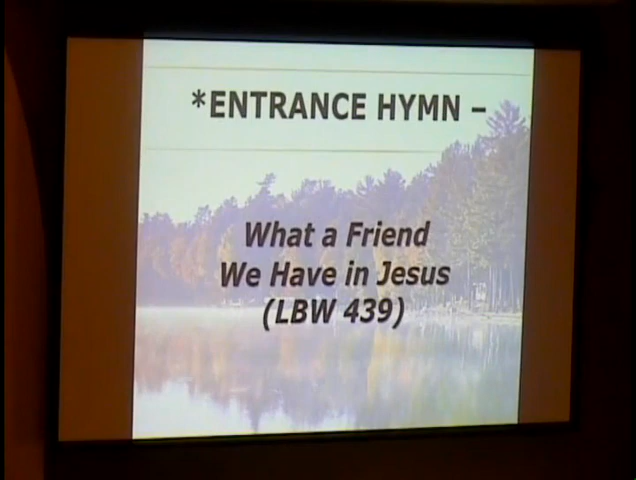 *ENTRANCE HYMN –
What a Friend
We Have in Jesus
(LBW 439)